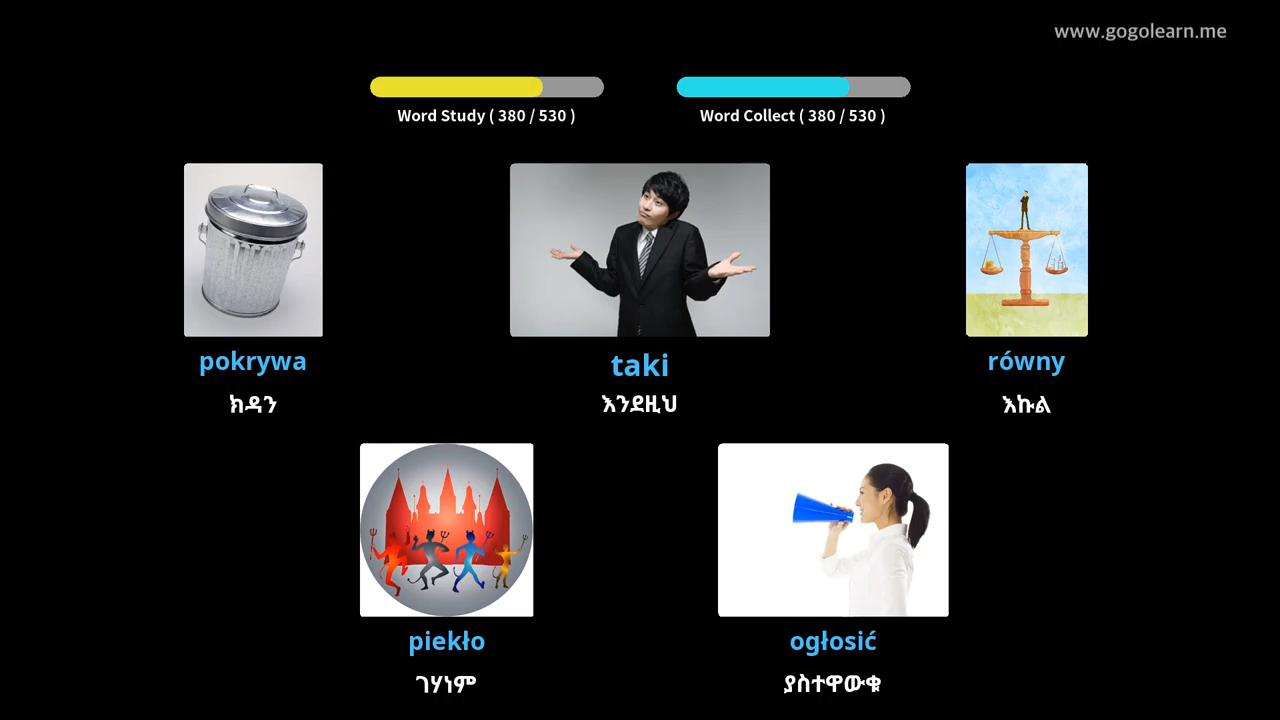 www.gogolearn.me
Word Study ( 380 / 530 )
Word Collect ( 380 / 530 )
pokrywa
taki
równy
ክዳን
እንደዚህ
እኩል
piekło
ogłosić
ገሃነም
ያስተዋውቁ